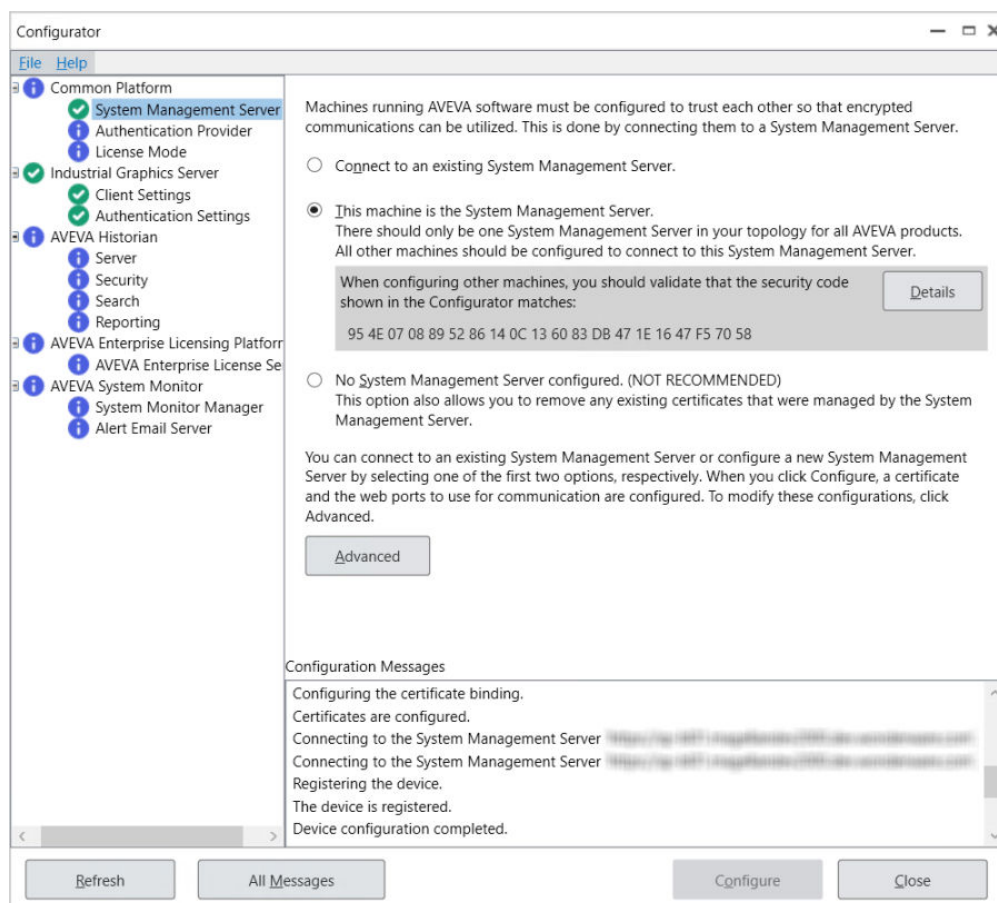 Configurator
File Help
Common Platform
System Management Server
Authentication Provider
License Mode
Industrial Graphics Server
Client Settings
Authentication Settings
AVEVA Historian
Server
Security
Search
Reporting
AVEVA Enterprise Licensing Platforr
AVEVA Enterprise License Se
AVEVA System Monitor
System Monitor Manager
Alert Email Server
Machines running AVEVA software must be configured to trust each other so that encrypted
communications can be utilized. This is done by connecting them to a System Management Server.
Connect to an existing System Management Server.
This machine is the System Management Server.
There should only be one System Management Server in your topology for all AVEVA products.
All other machines should be configured to connect to this System Management Server.
When configuring other machines, you should validate that the security code
shown in the Configurator matches:
Details
95 4E 07 08 89 52 86 14 0C 13 60 83 DB 47 1E 16 47 F5 70 58
No System Management Server configured. (NOT RECOMMENDED)
This option also allows you to remove any existing certificates that were managed by the System
Management Server.
You can connect to an existing System Management Server or configure a new System Management
Server by selecting one of the first two options, respectively. When you click Configure, a certificate
and the web ports to use for communication are configured. To modify these configurations, click
Advanced.
Advanced
Configuration Messages
Configuring the certificate binding.
Certificates are configured.
Connecting to the System Management Server
Connecting to the System Management Server
Registering the device.
The device is registered.
Device configuration completed.
Refresh
All Messages
Configure
Close